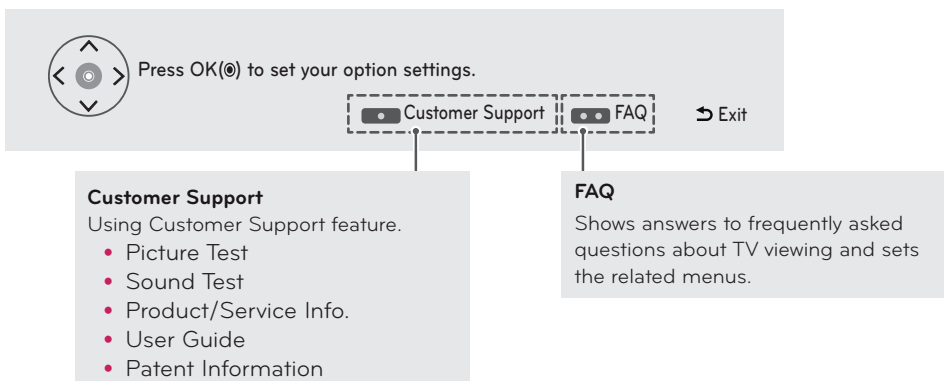 Press OK(◉) to set your option settings.
Customer Support
FAQ
Exit
Customer Support
Using Customer Support feature.
• Picture Test
• Sound Test
• Product/Service Info.
• User Guide
• Patent Information
FAQ
Shows answers to frequently asked
questions about TV viewing and sets
the related menus.